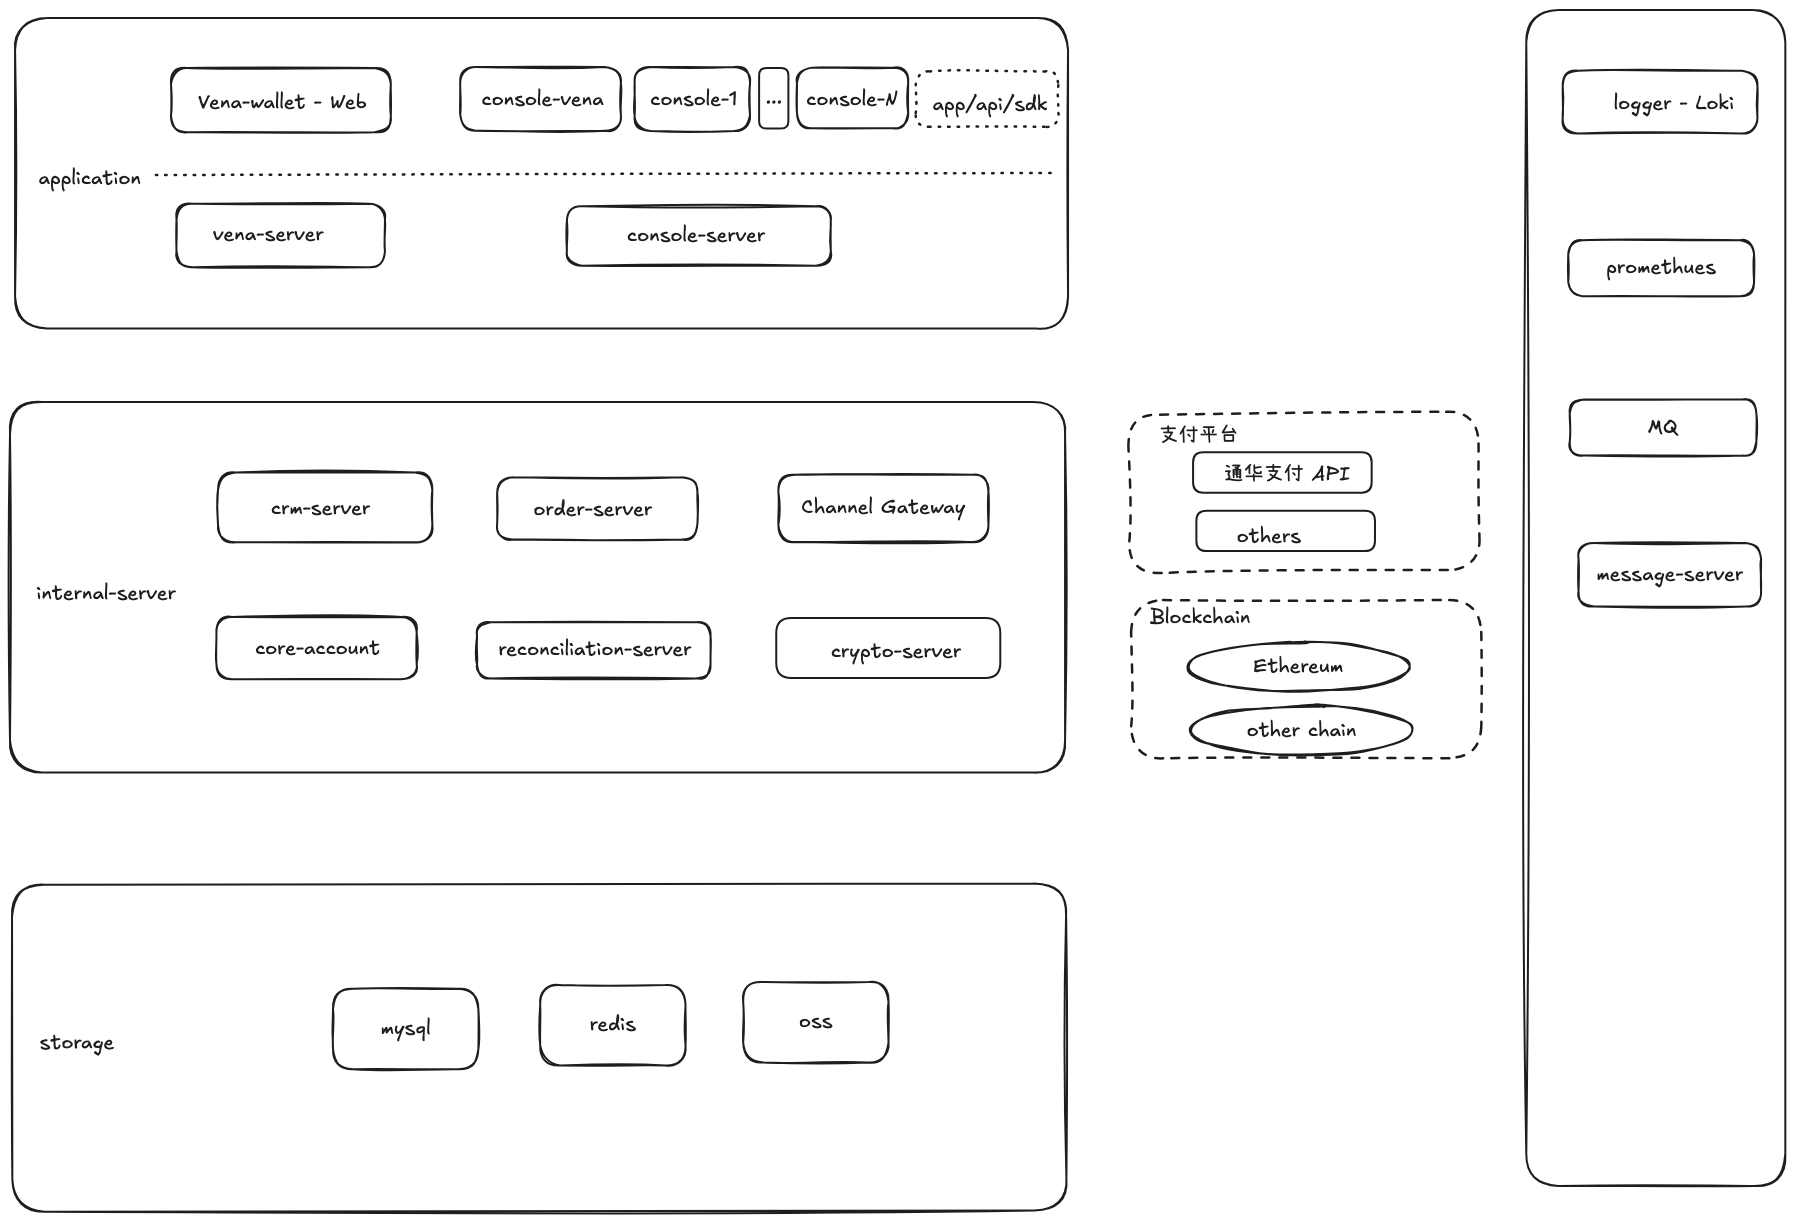 Vena-wallet - Web
console-vena
console-1
...
console-N
app/api/sdk
application
vena-server
console-server
internal-server
crm-server
order-server
Channel Gateway
core-account
reconciliation-server
crypto-server
支付平台
通华支付 API
others
Blockchain
Ethereum
other chain
storage
mysql
redis
oss
logger - Loki
promethues
MQ
message-server